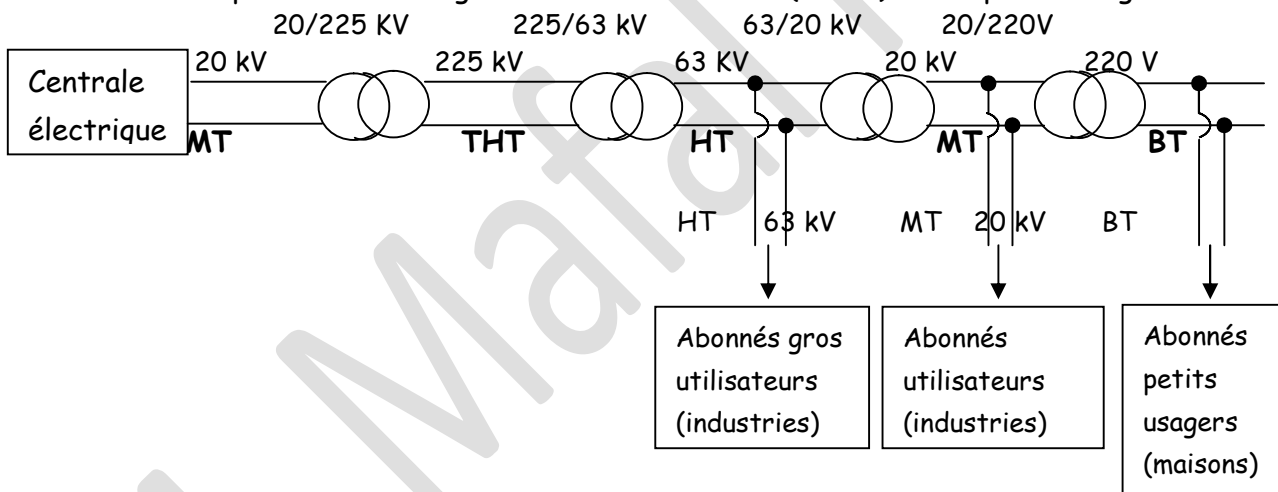 20/225 KV 225/63 kV 63/20 kV 20/220V
20 kV 225 kV 63 KV 20 kV 220 V
Centrale
électrique
MT THT HT MT BT
HT 63 kV MT 20 kV BT
Abonnés gros
utilisateurs
(industries)
Abonnés
utilisateurs
(industries)
Abonnés
petits
usagers
(maisons)
Mafal